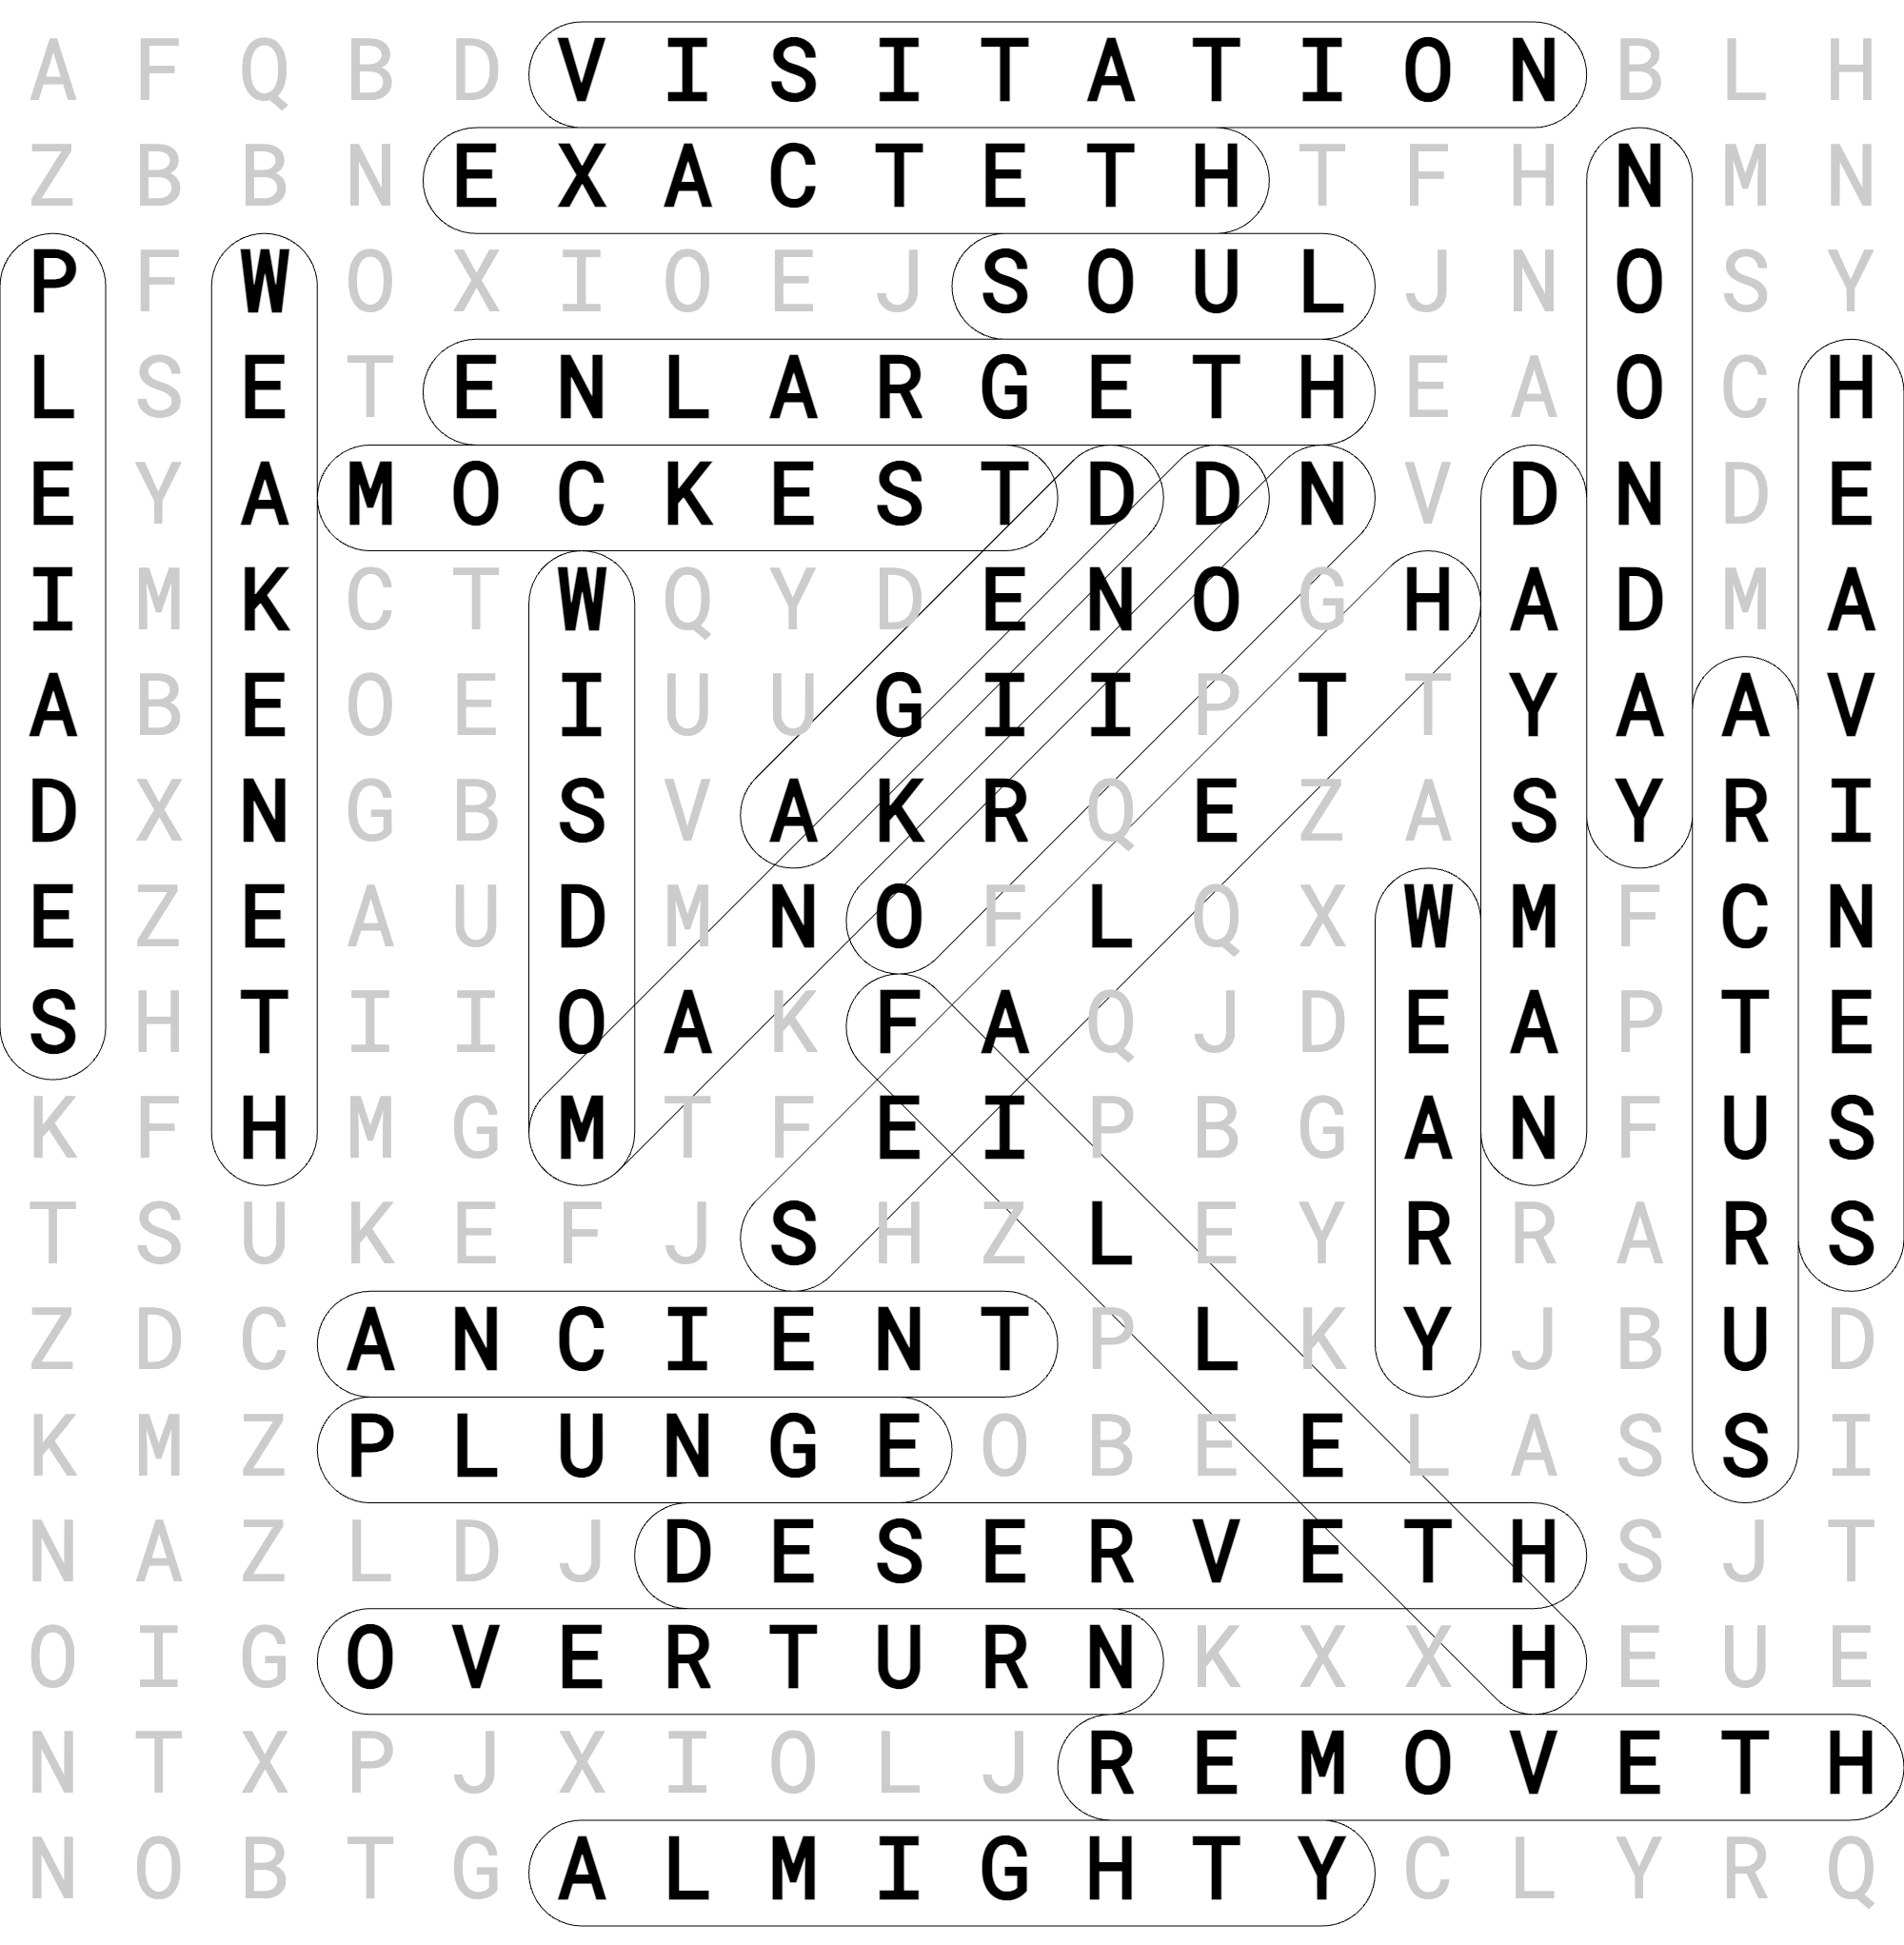 A F Q B D V I S I T A T I O N B L H
Z B B N E X A C T E T H T F H N M N
P F W O X I O E J S O U L J N O S Y
L S E T E N L A R G E T H E A O C H
E Y A M O C K E S T D D N V D N D E
I M K C T W Q Y D E N O G H A D M A
A B E O E I U U G I I P T T Y A A V
D X N G B S V A K R Q E Z A S Y R I
E Z E A U D M N O F L Q X W M F C N
S H T I I O A K F A Q J D E A P T E
K F H M G M T F E I P B G A N F U S
T S U K E F J S H Z L E Y R R A R S
Z D C A N C I E N T P L K Y J B U D
K M Z P L U N G E O B E E L A S S I
N A Z L D J D E S E R V E T H S J T
O I G O V E R T U R N K X X H E U E
N T X P J X I O L J R E M O V E T H
N O B T G A L M I G H T Y C L Y R Q